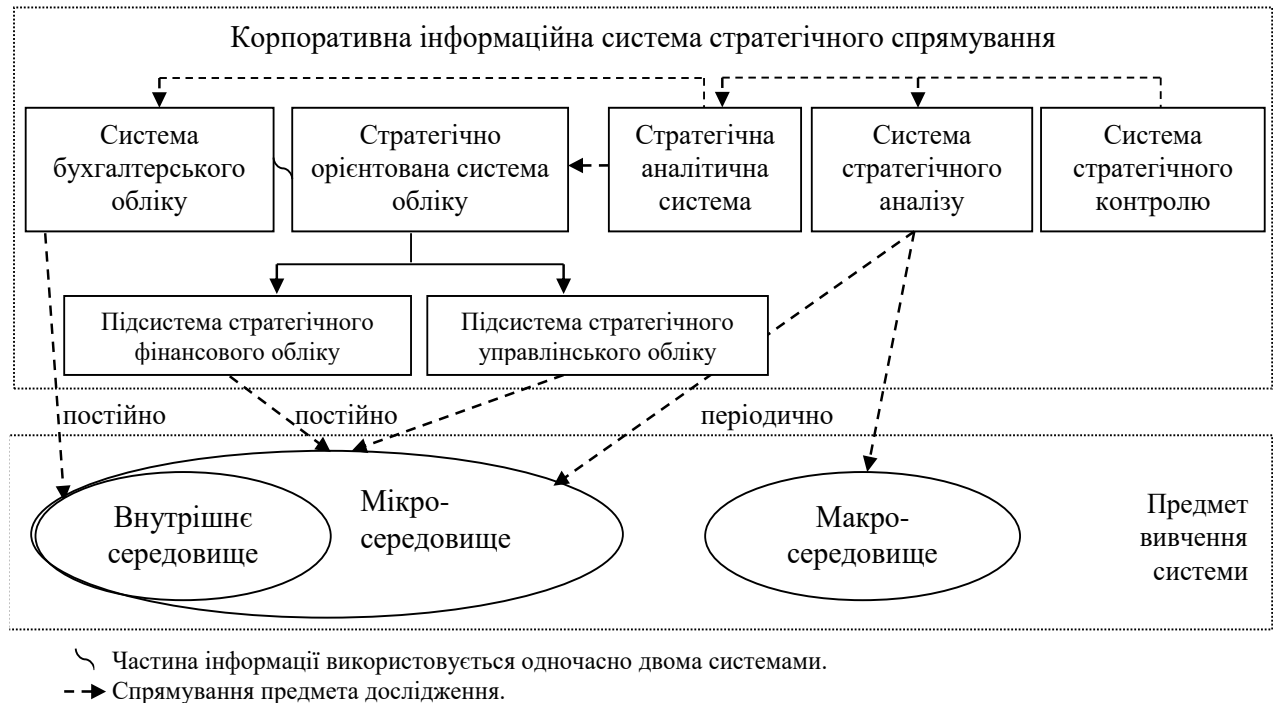 Корпоративна інформаційна система стратегічного спрямування
Система
бухгалтерського
обліку
Стратегічно
орієнтована система
обліку
Стратегічна
аналітична
система
Система
стратегічного
аналізу
Система
стратегічного
контролю
Підсистема стратегічного
фінансового обліку
Підсистема стратегічного
управлінського обліку
постійно
постійно
періодично
Внутрішнє
середовище
Мікро-
середовище
Макро-
середовище
Предмет
вивчення
системи
Частина інформації використовується одночасно двома системами.
Спрямування предмета дослідження.